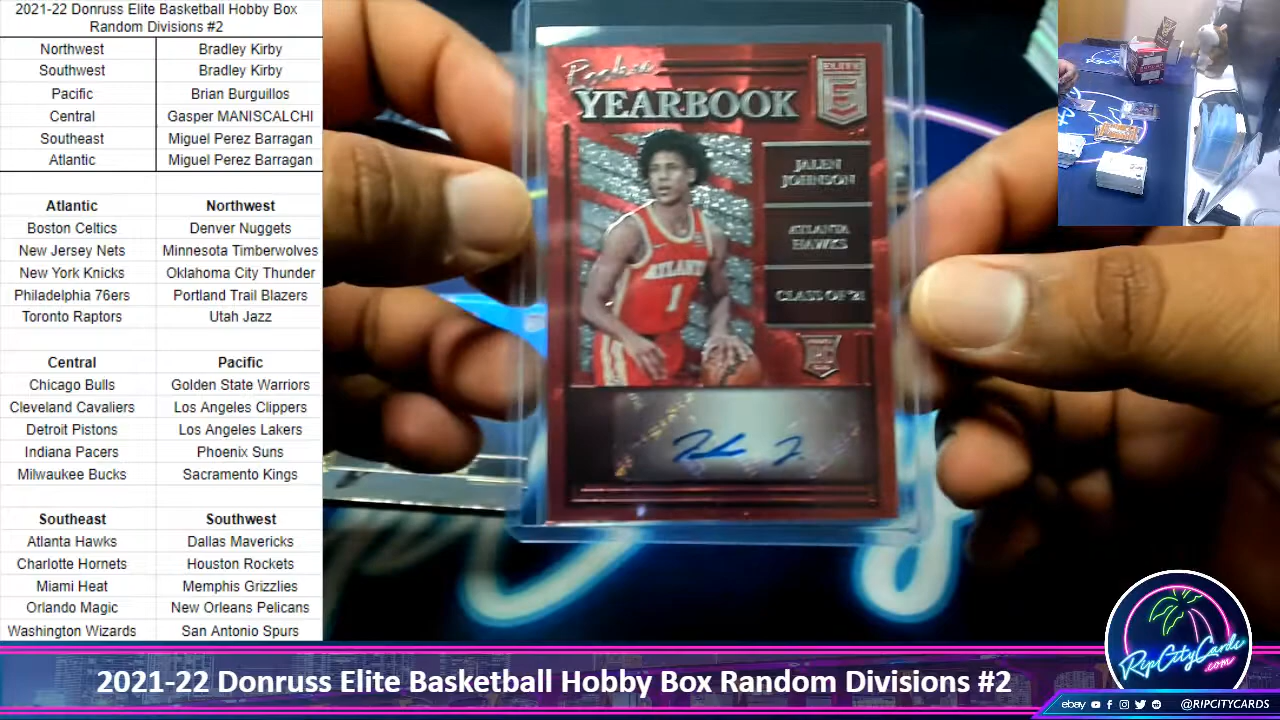 2021-22 Donruss Elite Basketball Hobby Box
Random Divisions #2
Northwest Bradley Kirby
Southwest Bradley Kirby
Pacific Brian Burguillos
Central Gasper MANISCALCHI
Southeast Miguel Perez Barragan
Atlantic Miguel Perez Barragan
Atlantic Northwest
Boston Celtics Denver Nuggets
New Jersey Nets Minnesota Timberwolves
New York Knicks Oklahoma City Thunder
Philadelphia 76ers Portland Trail Blazers
Toronto Raptors Utah Jazz
Central Pacific
Chicago Bulls Golden State Warriors
Cleveland Cavaliers Los Angeles Clippers
Detroit Pistons Los Angeles Lakers
Indiana Pacers Phoenix Suns
Milwaukee Bucks Sacramento Kings
Southeast Southwest
Atlanta Hawks Dallas Mavericks
Charlotte Hornets Houston Rockets
Miami Heat Memphis Grizzlies
Orlando Magic New Orleans Pelicans
Washington Wizards San Antonio Spurs
Rookie
YEARBOOK
ELITE
E
JALEN
JOHNSON
ATLANTA
HAWKS
CLASS OF '21
ATLANTA
1
RC
RipCityCards
.com
2021-22 Donruss Elite Basketball Hobby Box Random Divisions #2
ebay @RIPCITYCARDS